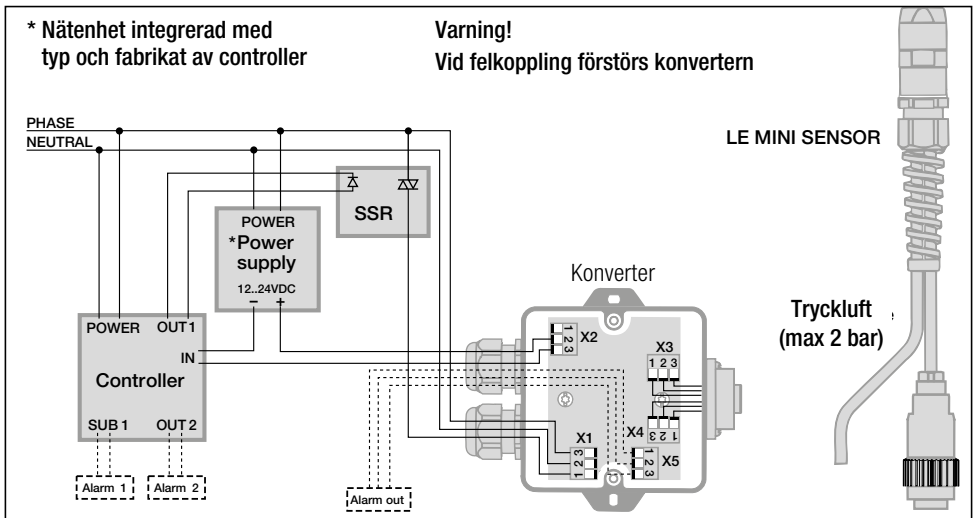 * Nätenhet integrerad med
typ och fabrikat av controller
Varning!
Vid felkoppling förstörs konvertern
PHASE
NEUTRAL
LE MINI SENSOR
SSR
POWER
*Power
supply
12..24VDC
− +
Konverter
Tryckluft
(max 2 bar)
POWER OUT 1
IN
Controller
SUB 1 OUT 2
Alarm 1
Alarm 2
Alarm out
1 2 3
X2
X3
1 2 3
X4
3 2 1
X1
3 2 1
X5
1 2 3